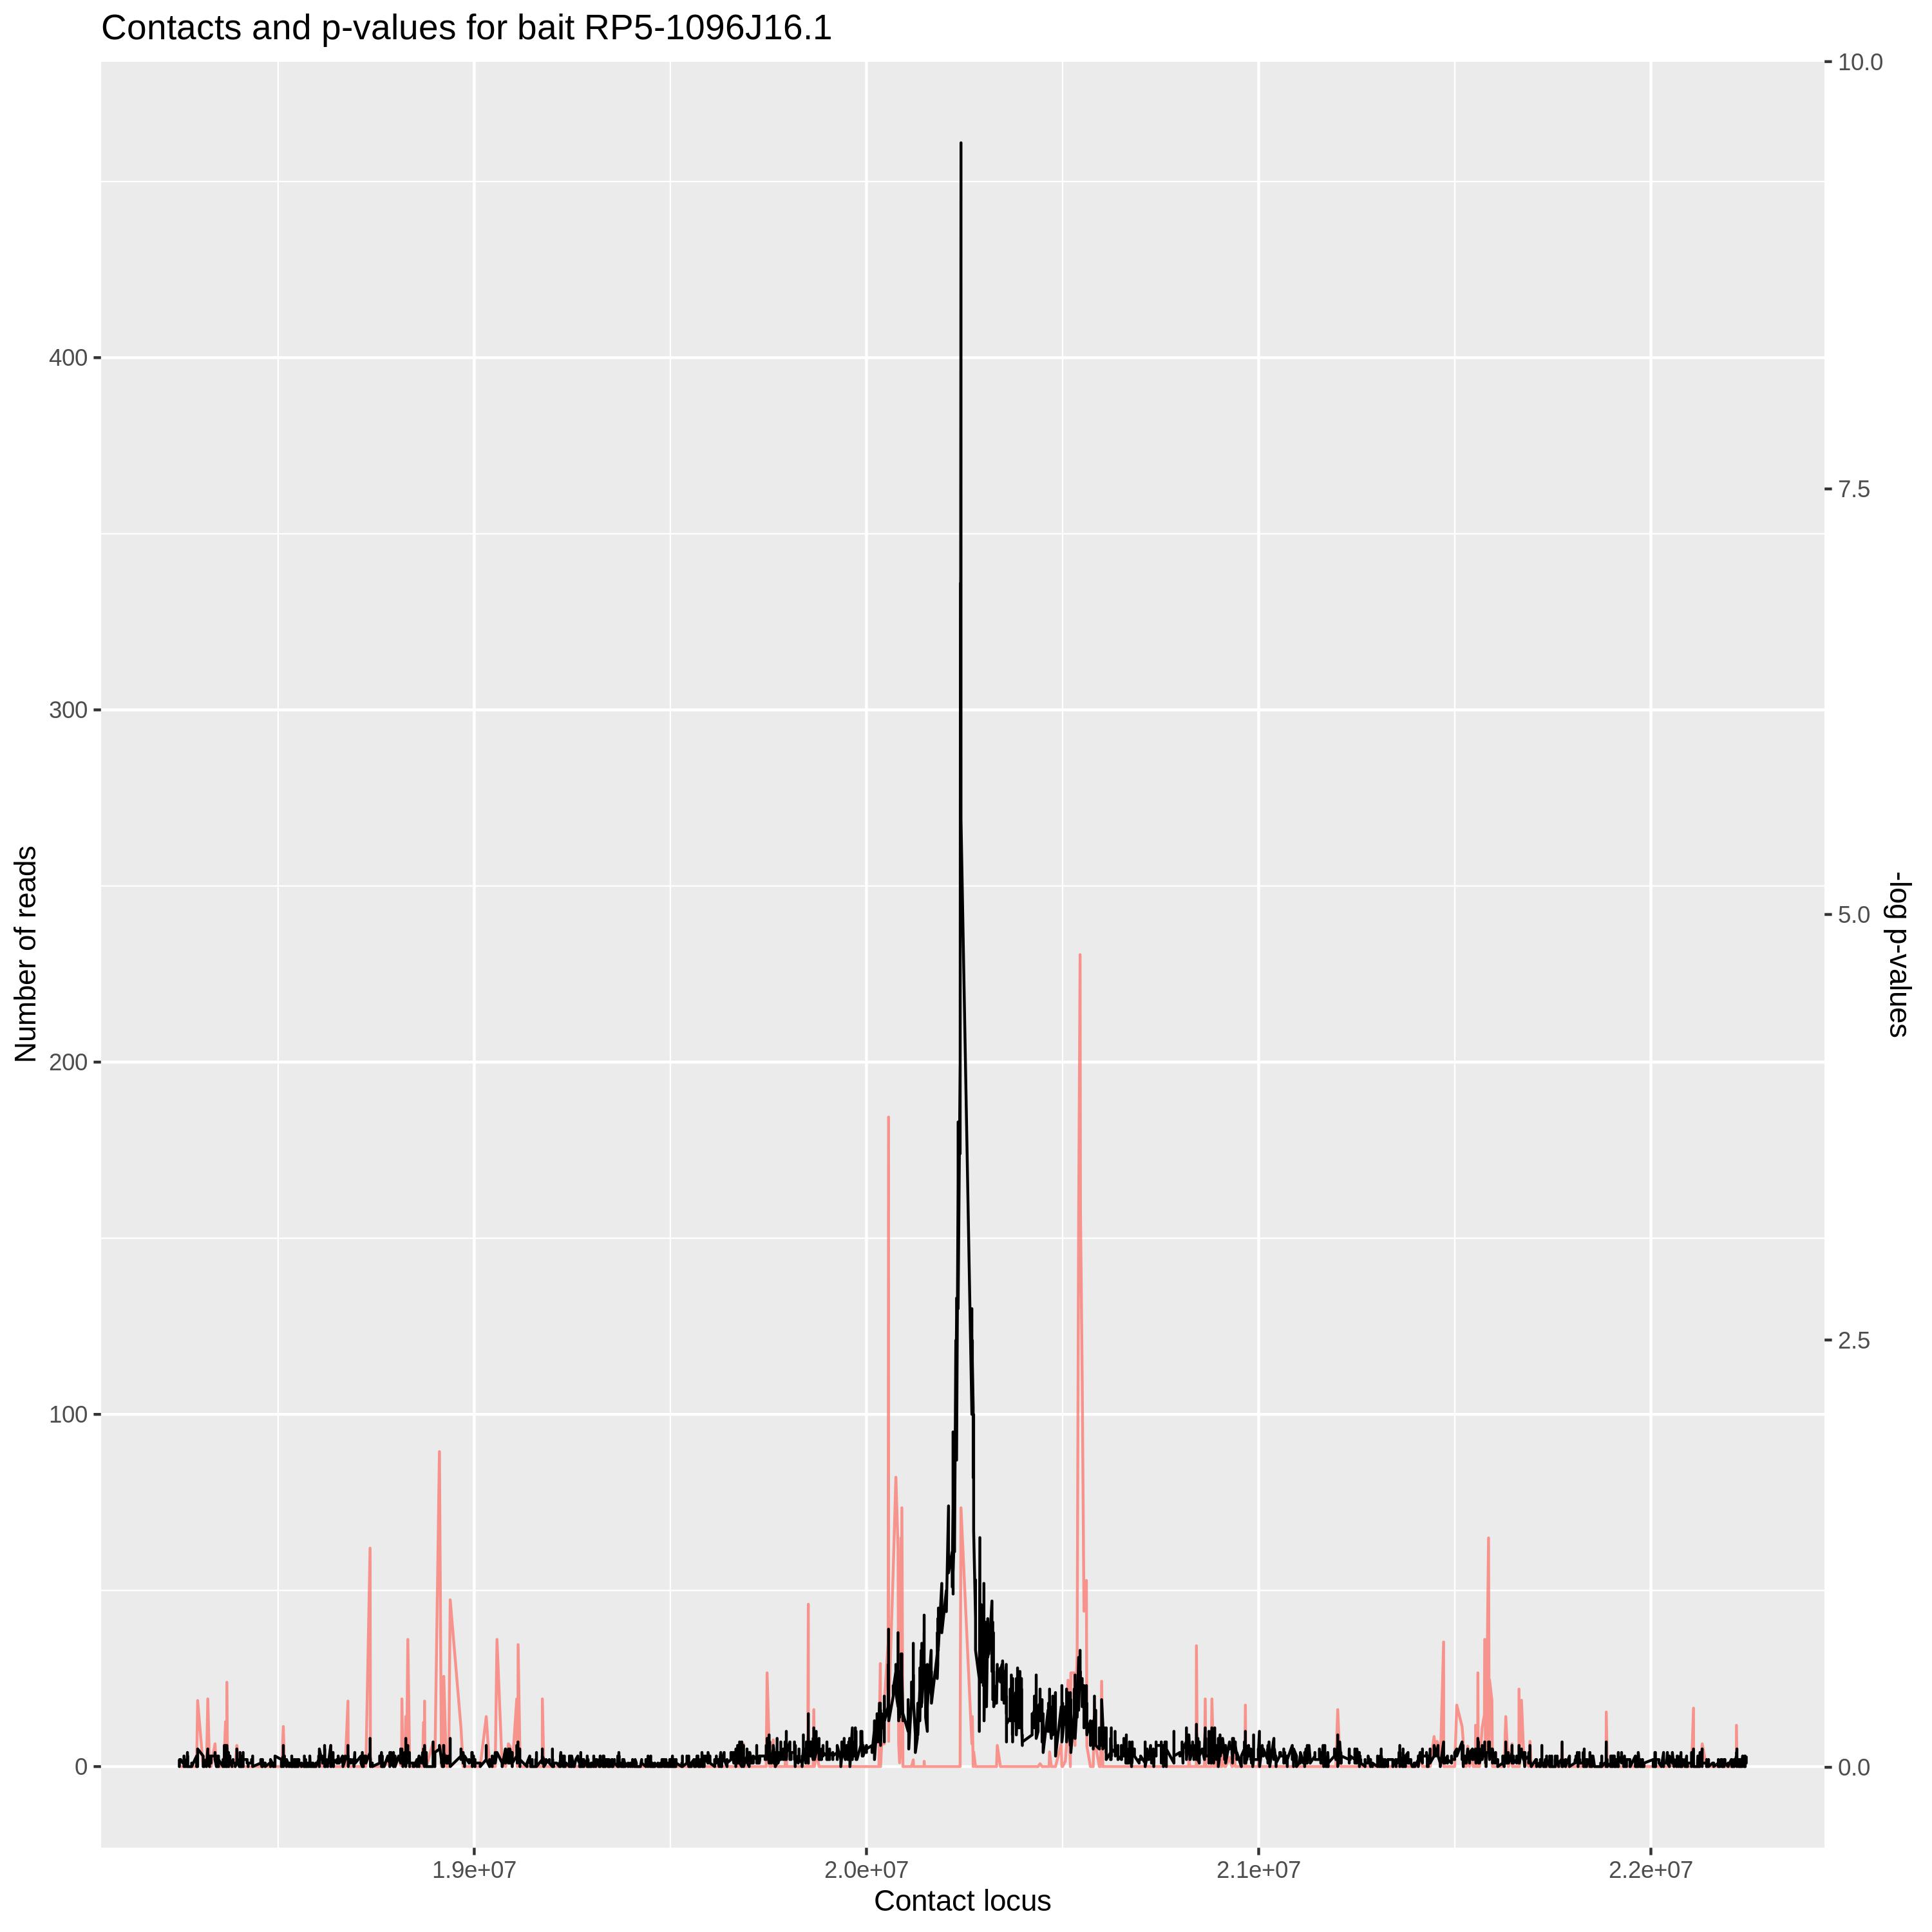 Contacts and p-values for bait RP5-1096J16.1
10.0
7.5
5.0
2.5
0.0
400
300
200
100
0
Number of reads
-log p-values
1.9e+07
2.0e+07
2.1e+07
2.2e+07
Contact locus